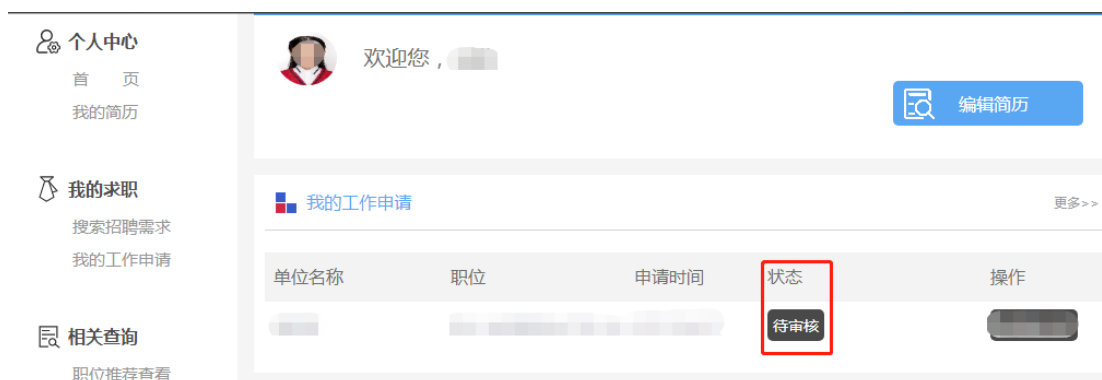 个人中心
首 页
我的简历
我的求职
搜索招聘需求
我的工作申请
相关查询
职位推荐查看
欢迎您，
编辑简历
我的工作申请
更多>>
单位名称 职位 申请时间 状态 操作
待审核